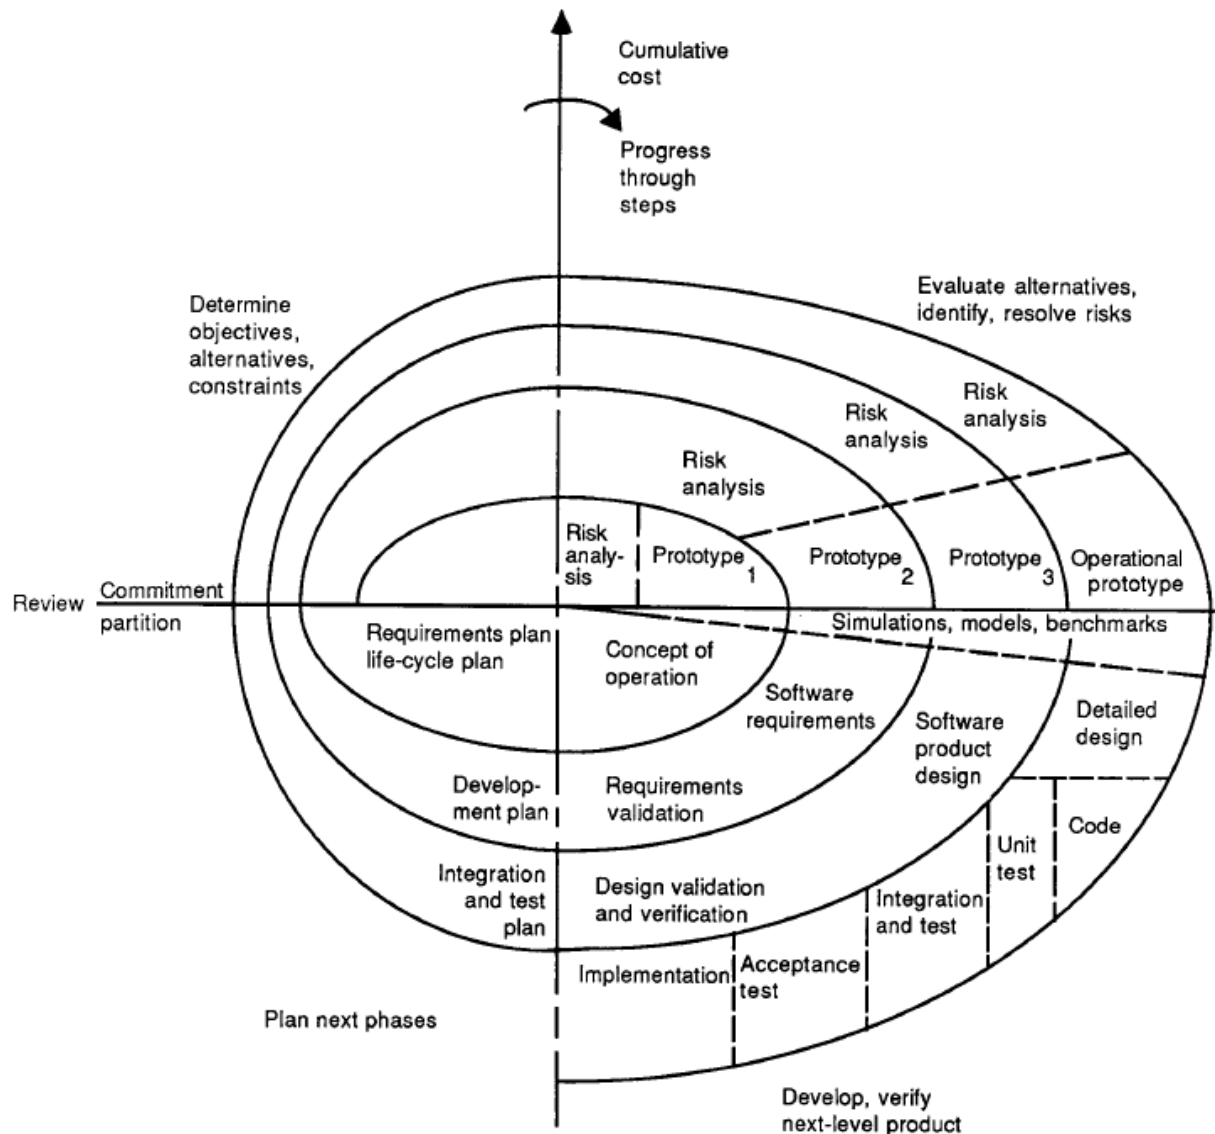 Cumulative
cost
Progress
through
steps
Determine
objectives,
alternatives,
constraints
Evaluate alternatives,
identify, resolve risks
Risk
analysis
Risk
analysis
Risk
analysis
Risk
analy-
sis
Prototype 1
Prototype 2
Prototype 3
Operational
prototype
Review
Commitment
partition
Requirements plan
life-cycle plan
Concept of
operation
Simulations, models, benchmarks
Software
requirements
Software
product
design
Detailed
design
Develop-
ment plan
Requirements
validation
Code
Unit
test
Integration
and test
plan
Design validation
and verification
Integration
and test
Implementation
Acceptance
test
Plan next phases
Develop, verify
next-level product